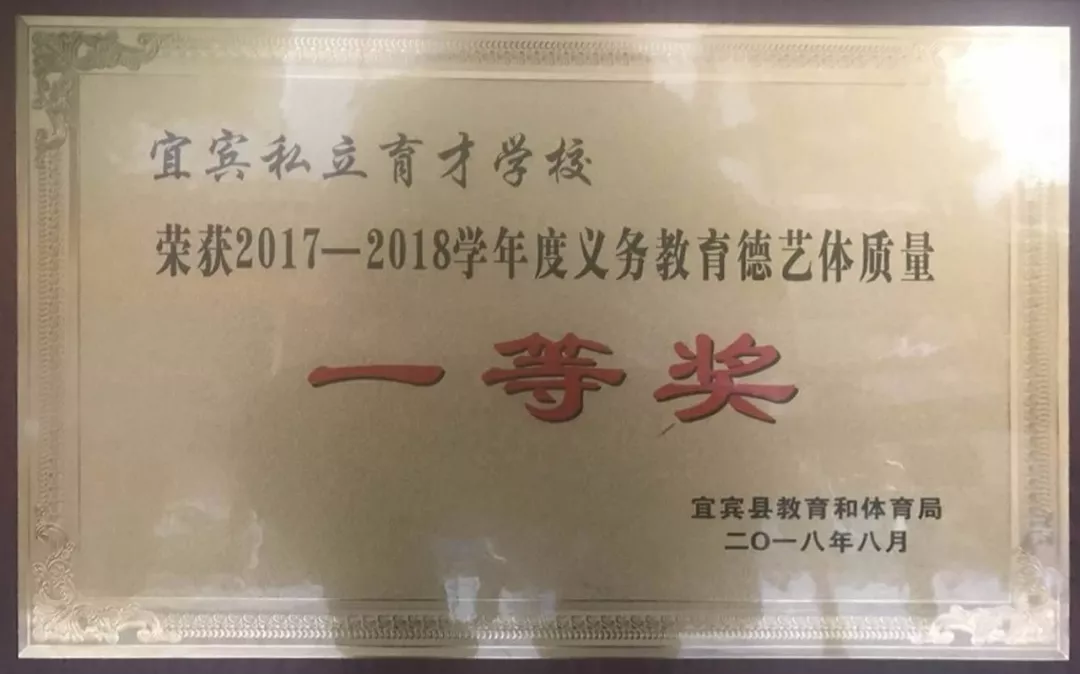 宜宾私立育才学校
荣获2017—2018学年度义务教育德艺体质量
一等奖
宜宾县教育和体育局
二O一八年八月